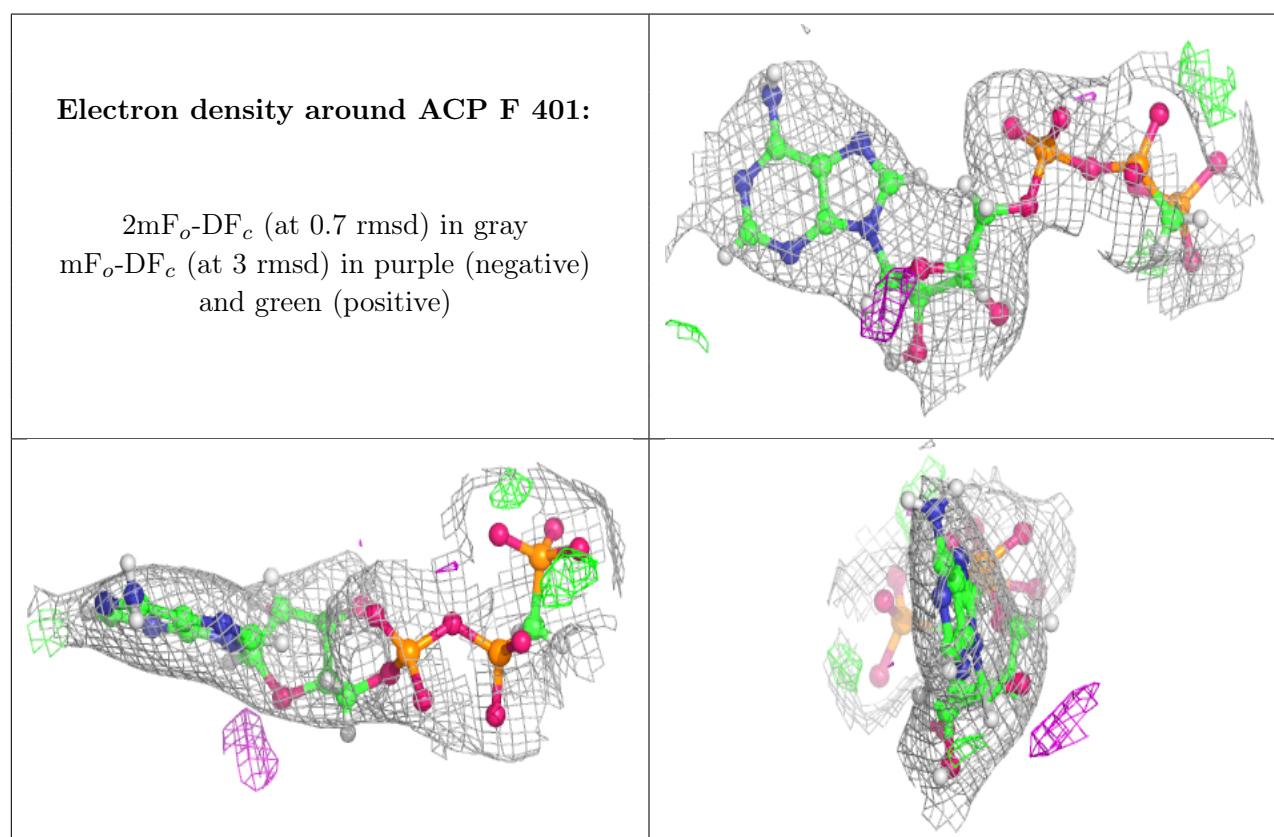 Electron density around ACP F 401:
2mFo-DFc (at 0.7 rmsd) in gray
mFo-DFc (at 3 rmsd) in purple (negative)
and green (positive)